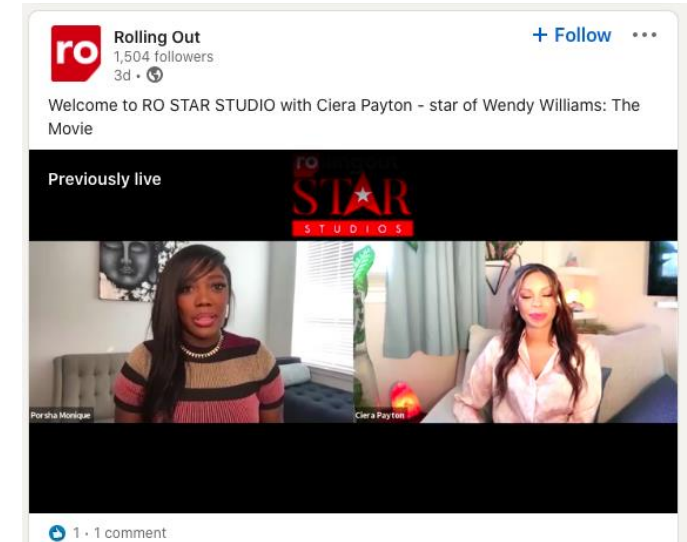 ro
Rolling Out
1,504 followers
3d •
+ Follow
Welcome to RO STAR STUDIO with Ciera Payton - star of Wendy Williams: The
Movie
Previously live
ro
STAR
STUDIOS
Porsha Monique
Ciera Payton
1 · 1 comment